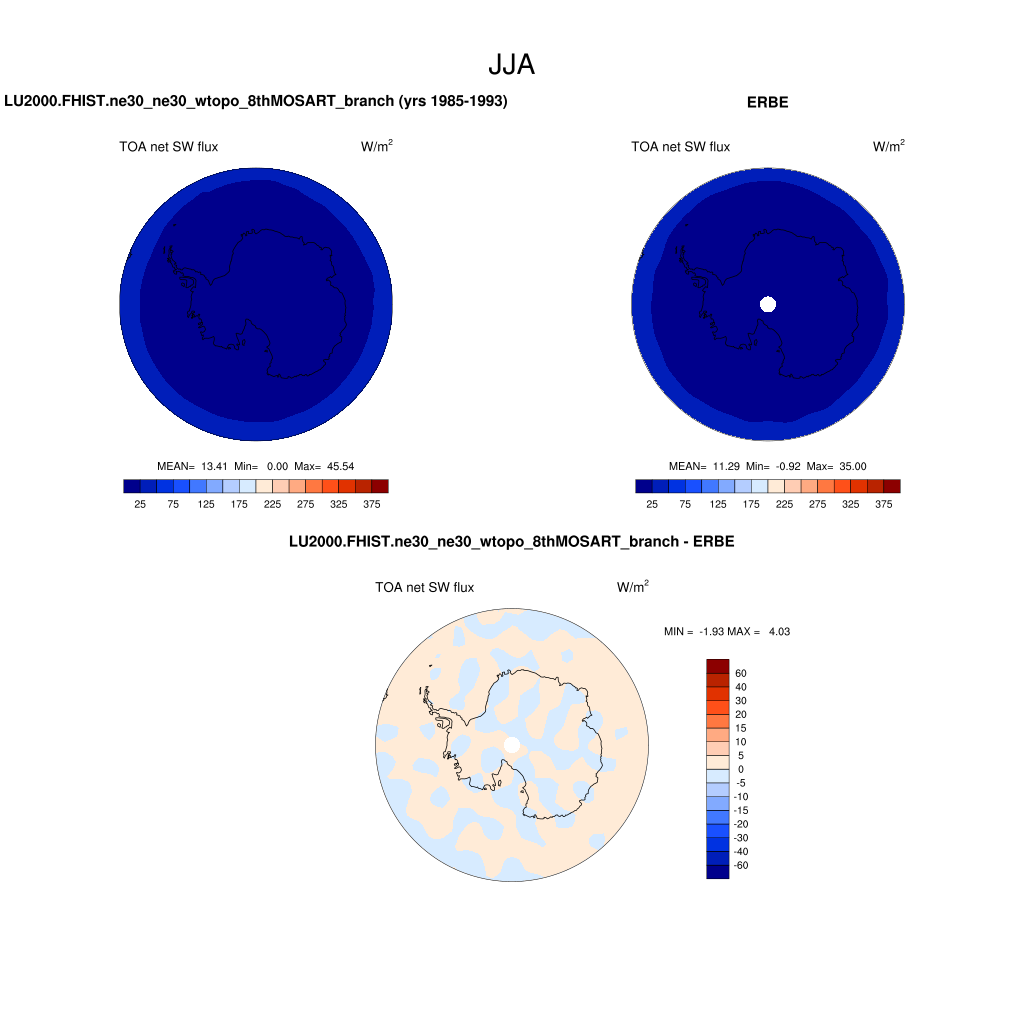 JJA
LU2000.FHIST.ne30_ne30_wtopo_8thMOSART_branch (yrs 1985-1993)
ERBE
TOA net SW flux W/m²
TOA net SW flux W/m²
MEAN= 13.41 Min= 0.00 Max= 45.54
MEAN= 11.29 Min= -0.92 Max= 35.00
25 75 125 175 225 275 325 375
25 75 125 175 225 275 325 375
LU2000.FHIST.ne30_ne30_wtopo_8thMOSART_branch - ERBE
TOA net SW flux W/m²
MIN = -1.93 MAX = 4.03
60
40
30
20
15
10
5
0
-5
-10
-15
-20
-30
-40
-60